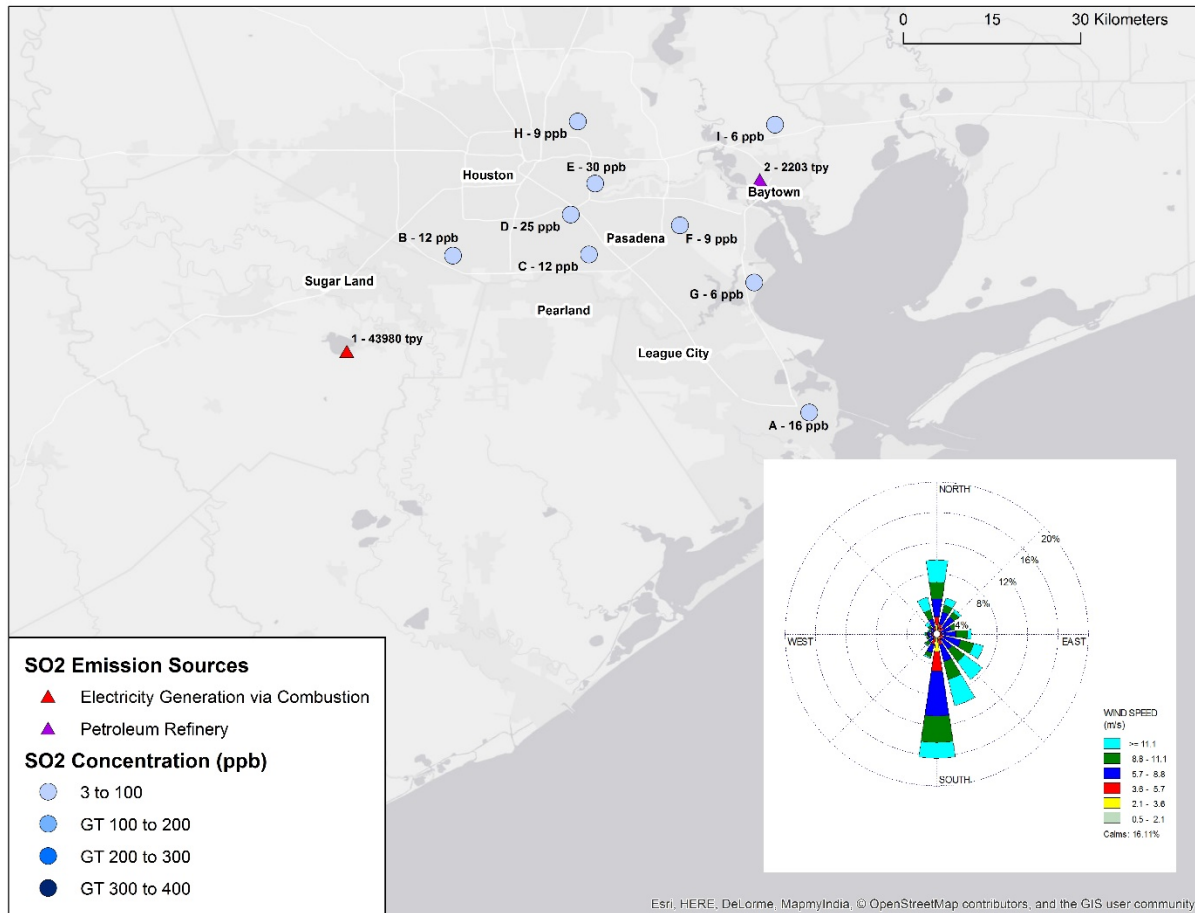 0 15 30 Kilometers
H - 9 ppb
I - 6 ppb
E - 30 ppb
2 - 2203 tpy
Houston
Baytown
D - 25 ppb
B - 12 ppb
Pasadena
F - 9 ppb
C - 12 ppb
Sugar Land
G - 6 ppb
Pearland
1 - 43980 tpy
League City
A - 16 ppb
NORTH
20%
16%
12%
8%
4%
WEST
EAST
SOUTH
WIND SPEED
(m/s)
>= 11.1
8.8 - 11.1
5.7 - 8.8
3.6 - 5.7
2.1 - 3.6
0.5 - 2.1
Calms: 16.11%
SO2 Emission Sources
Electricity Generation via Combustion
Petroleum Refinery
SO2 Concentration (ppb)
3 to 100
GT 100 to 200
GT 200 to 300
GT 300 to 400
Esri, HERE, DeLorme, MapmyIndia, © OpenStreetMap contributors, and the GIS user community